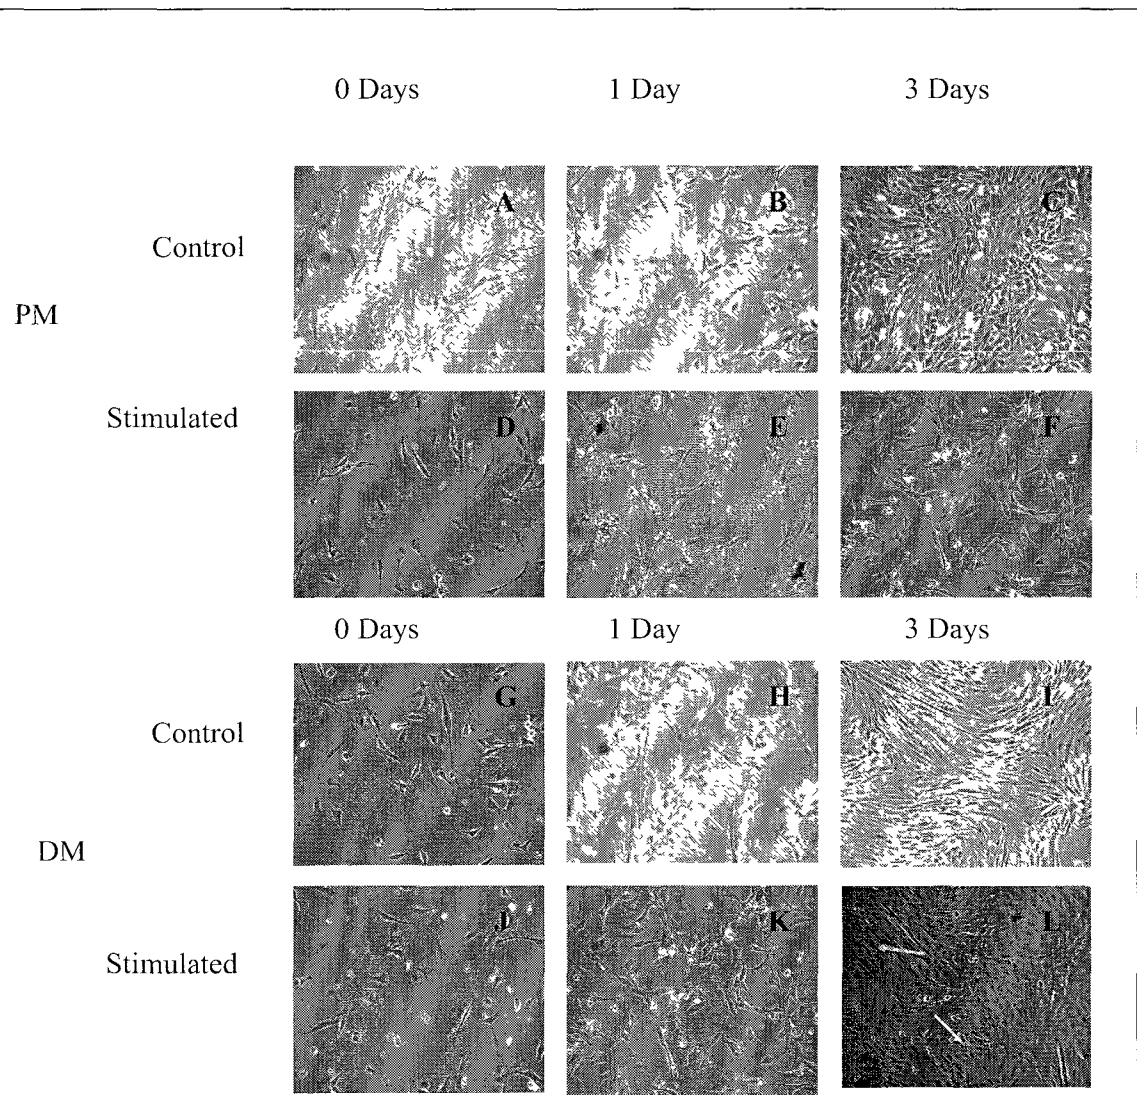 0 Days 1 Day 3 Days
A B C
Control
PM
Stimulated
D E F
0 Days 1 Day 3 Days
G H I
Control
DM
J K L
Stimulated